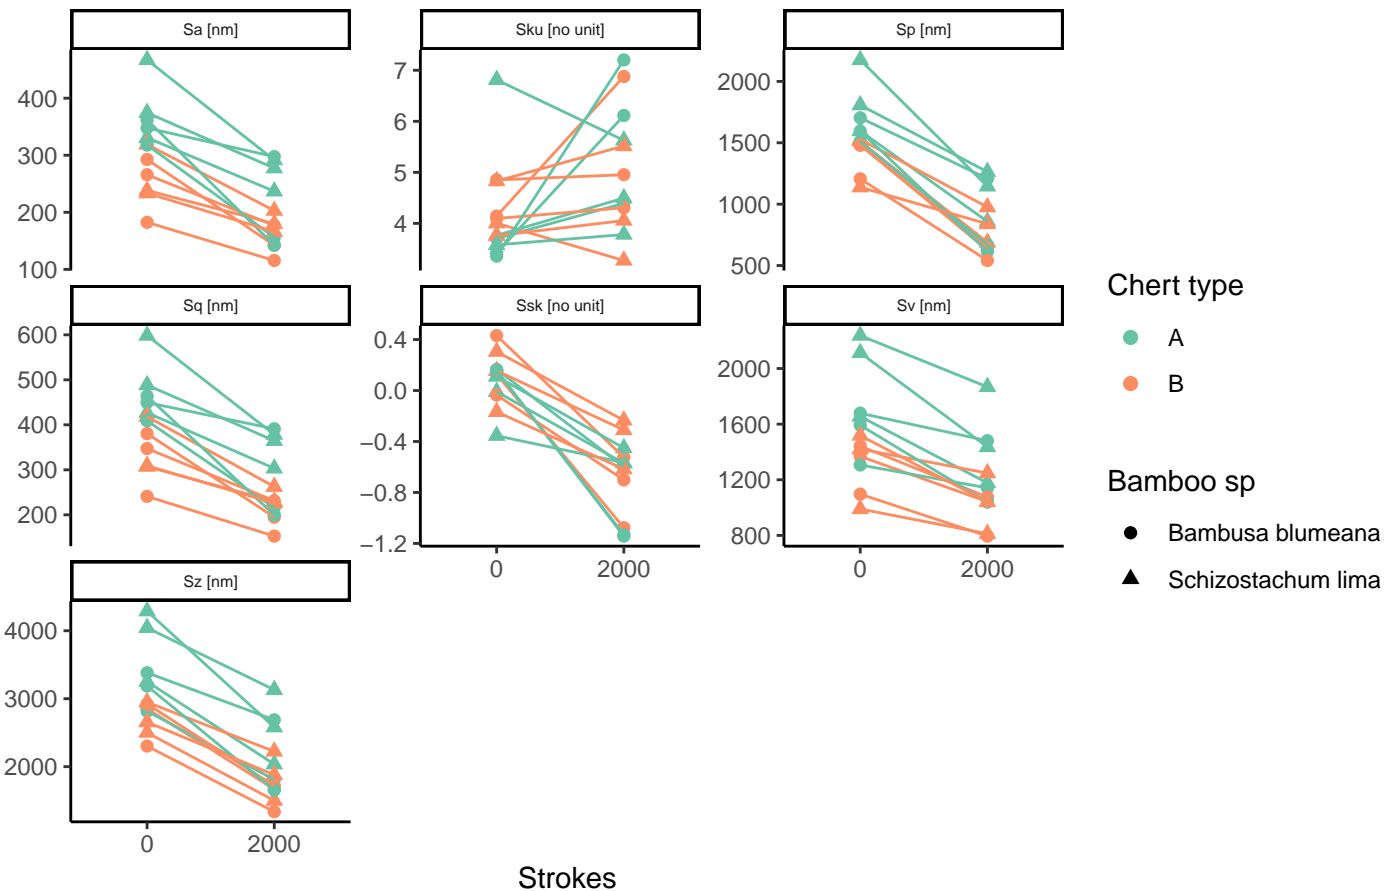 Sa [nm]
Sku [no unit]
Sp [nm]
400
300
200
100
7
6
5
4
2000
1500
1000
500
Sq [nm]
Ssk [no unit]
Sv [nm]
600
500
400
300
200
0.4
0.0
−0.4
−0.8
−1.2
0
2000
2000
1600
1200
800
0
2000
Sz [nm]
4000
3000
2000
0
2000
Strokes
Chert type
A
B
Bamboo sp
Bambusa blumeana
Schizostachum lima